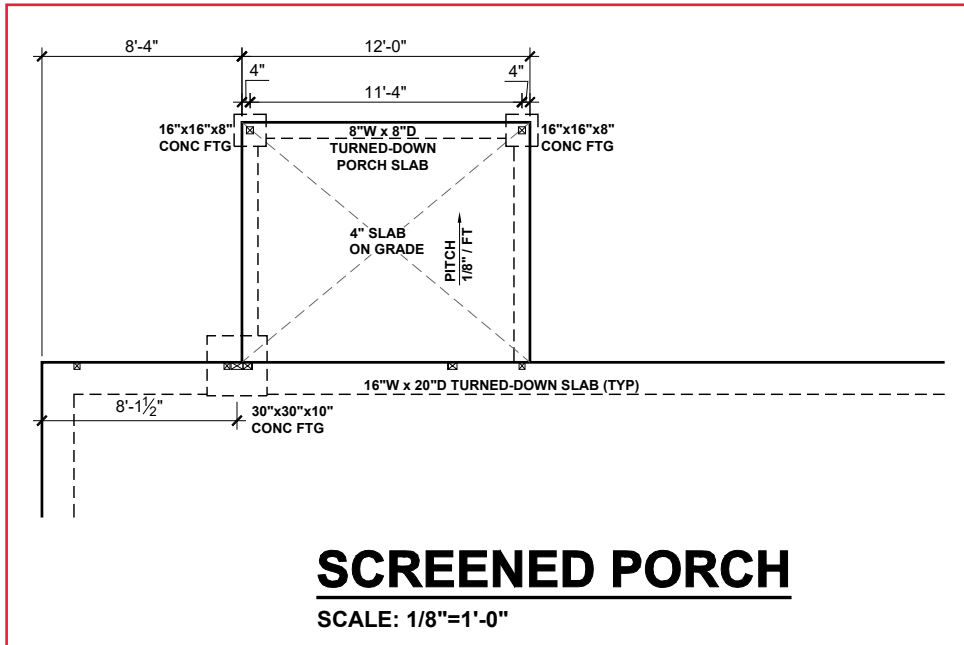 8'-4"
12'-0"
4"
4"
11'-4"
16"x16"x8"
CONC FTG
8"W x 8"D
TURNED-DOWN
PORCH SLAB
16"x16"x8"
CONC FTG
4" SLAB
ON GRADE
PITCH
1/8" / FT
16"W x 20"D TURNED-DOWN SLAB (TYP)
8'-1½"
30"x30"x10"
CONC FTG
SCREENED PORCH
SCALE: 1/8"=1'-0"